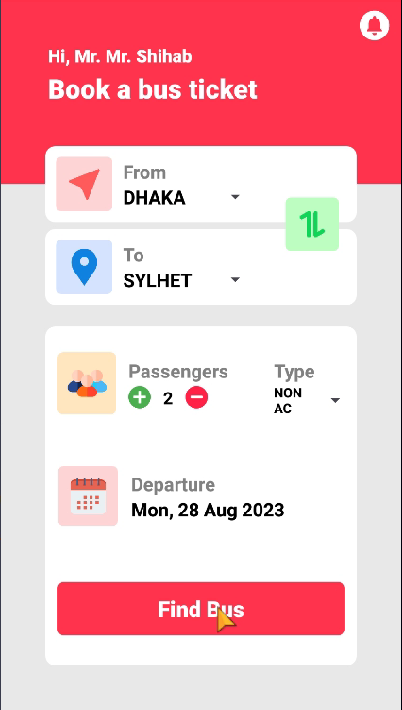 Hi, Mr. Mr. Shihab
Book a bus ticket
From
DHAKA
To
SYLHET
Passengers
2
Type
NON
AC
Departure
Mon, 28 Aug 2023
Find Bus